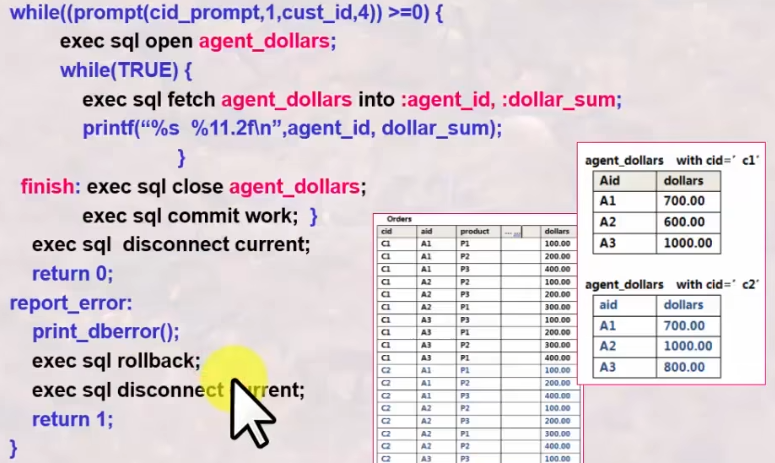 while((prompt(cid_prompt,1,cust_id,4)) >=0) {
exec sql open agent_dollars;
while(TRUE) {
exec sql fetch agent_dollars into :agent_id, :dollar_sum;
printf(“%s %11.2f\n”,agent_id, dollar_sum);
}
finish: exec sql close agent_dollars;
exec sql commit work; }
exec sql disconnect current;
return 0;
report_error:
print_dberror();
exec sql rollback;
exec sql disconnect current;
return 1;
}
Orders
cid aid product ... dollars
C1 A1 P1 100.00
C1 A1 P2 200.00
C1 A1 P3 400.00
C1 A2 P2 100.00
C1 A2 P3 200.00
C1 A2 P1 300.00
C1 A3 P3 100.00
C1 A3 P1 200.00
C1 A3 P2 300.00
C1 A3 P1 400.00
C2 A1 P1 100.00
C2 A1 P2 200.00
C2 A1 P3 400.00
C2 A2 P2 100.00
C2 A2 P3 200.00
C2 A2 P1 300.00
C2 A2 P2 400.00
C2 A3 P3 100.00
agent_dollars with cid=’ c1’
Aid dollars
A1 700.00
A2 600.00
A3 1000.00
agent_dollars with cid=’ c2’
aid dollars
A1 700.00
A2 1000.00
A3 800.00